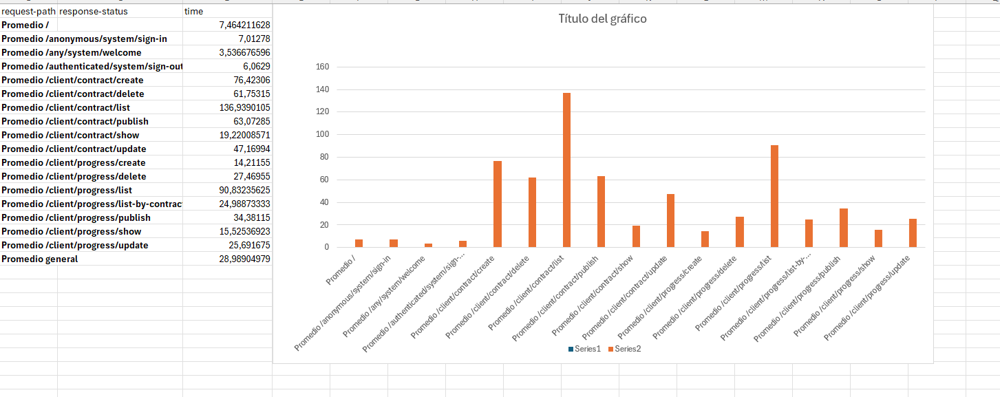 request-path response-status time
Promedio / 7,464211628
Promedio /anonymous/system/sign-in 7,01278
Promedio /any/system/welcome 3,536676596
Promedio /authenticated/system/sign-out 6,0629
Promedio /client/contract/create 76,42306
Promedio /client/contract/delete 61,75315
Promedio /client/contract/list 136,9390105
Promedio /client/contract/publish 63,07285
Promedio /client/contract/show 19,22008571
Promedio /client/contract/update 47,16994
Promedio /client/progress/create 14,21155
Promedio /client/progress/delete 27,46955
Promedio /client/progress/list 90,83235625
Promedio /client/progress/list-by-contrac 24,98873333
Promedio /client/progress/publish 34,38115
Promedio /client/progress/show 15,52536923
Promedio /client/progress/update 25,691675
Promedio general 28,98904979
Título del gráfico
160
140
120
100
80
60
40
20
0
Promedio /
Promedio /anonymous/system/sign-in
Promedio /any/system/welcome
Promedio /authenticated/system/sign-...
Promedio /client/contract/create
Promedio /client/contract/delete
Promedio /client/contract/list
Promedio /client/contract/publish
Promedio /client/contract/show
Promedio /client/contract/update
Promedio /client/progress/create
Promedio /client/progress/delete
Promedio /client/progress/list
Promedio /client/progress/list-by-...
Promedio /client/progress/publish
Promedio /client/progress/show
Promedio /client/progress/update
Series1 Series2